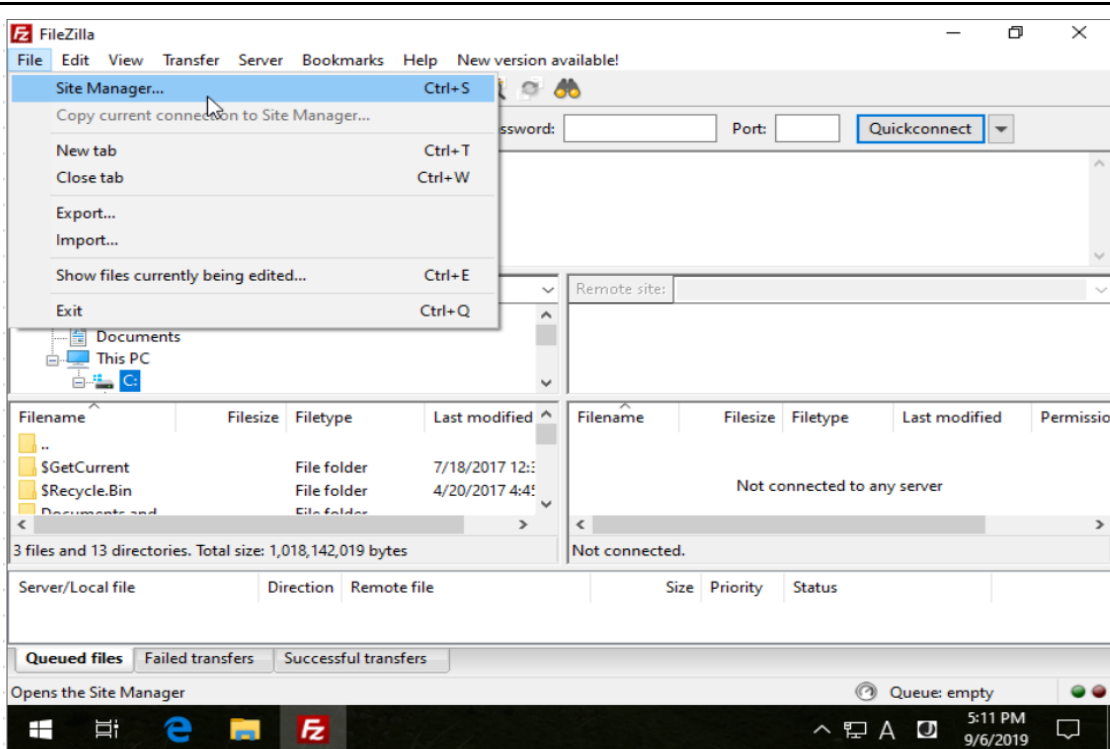 FileZilla
File Edit View Transfer Server Bookmarks Help New version available!
Site Manager... Ctrl+S
Copy current connection to Site Manager...
New tab Ctrl+T
Close tab Ctrl+W
Export...
Import...
Show files currently being edited... Ctrl+E
Exit Ctrl+Q
ssword: Port: Quickconnect
Remote site:
Documents
This PC
C:
Filename Filesize Filetype Last modified
..
$GetCurrent File folder 7/18/2017 12:3
$Recycle.Bin File folder 4/20/2017 4:45
Documents and File folder
3 files and 13 directories. Total size: 1,018,142,019 bytes
Filename Filesize Filetype Last modified Permissio
Not connected to any server
Not connected.
Server/Local file Direction Remote file Size Priority Status
Queued files Failed transfers Successful transfers
Opens the Site Manager Queue: empty
A 5:11 PM
9/6/2019